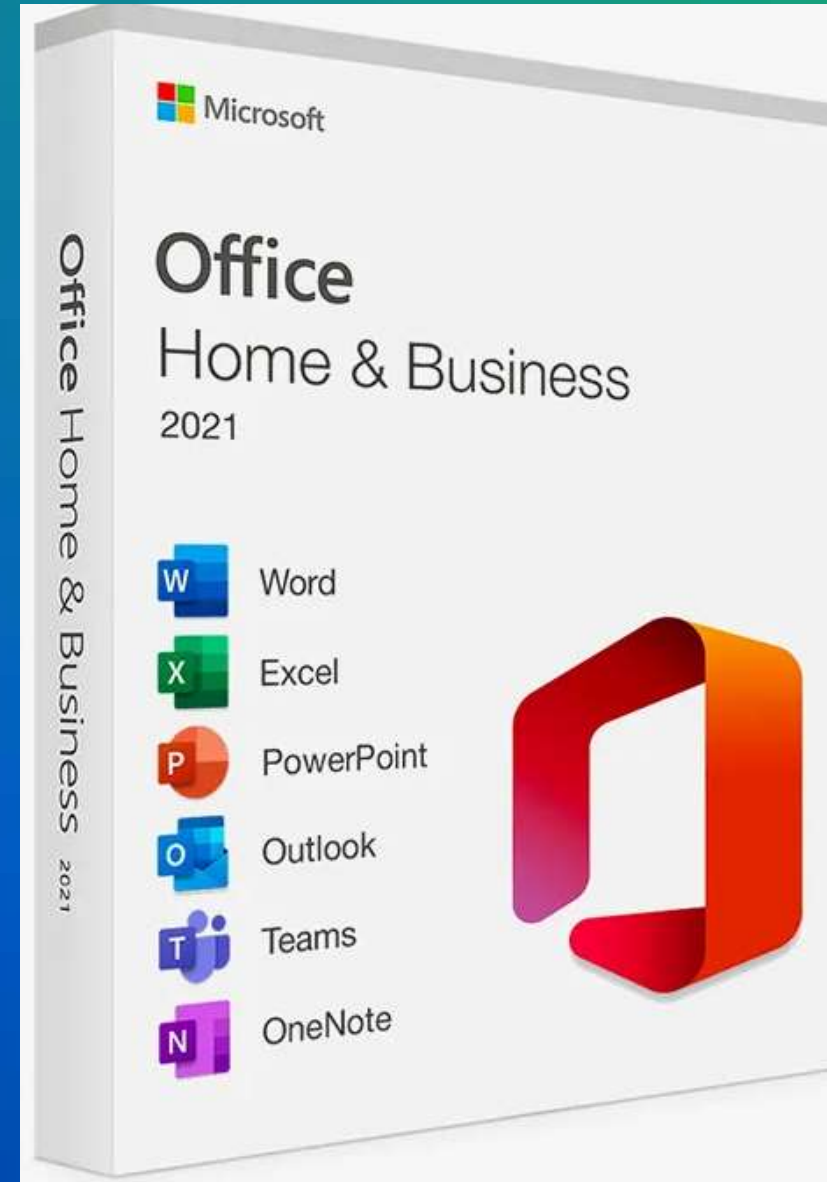 Microsoft
Office
Home & Business
2021
Office Home & Business 2021
W Word
X Excel
P PowerPoint
O Outlook
T Teams
N OneNote